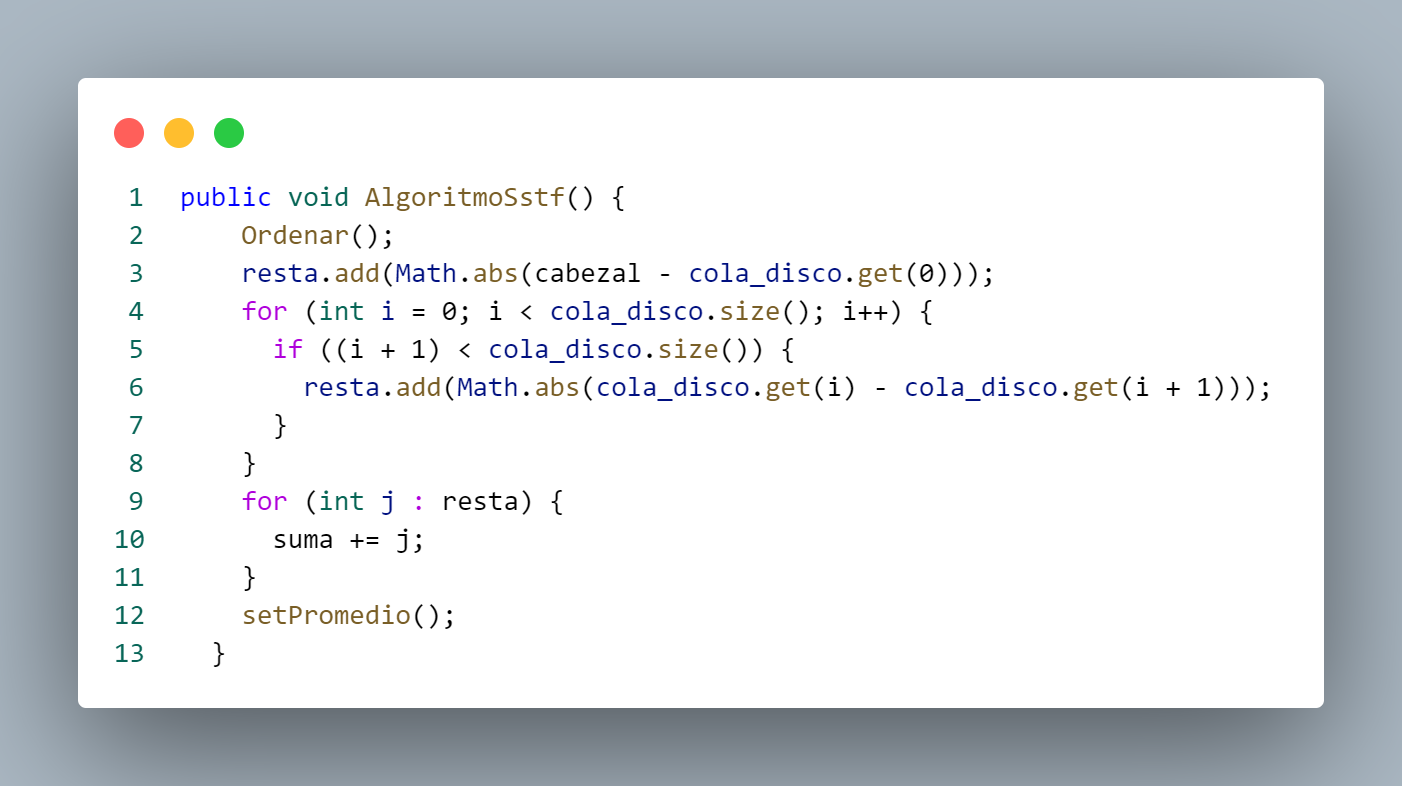 1 public void AlgoritmoSstf() {
2     Ordenar();
3     resta.add(Math.abs(cabezal - cola_disco.get(0)));
4     for (int i = 0; i < cola_disco.size(); i++) {
5       if ((i + 1) < cola_disco.size()) {
6         resta.add(Math.abs(cola_disco.get(i) - cola_disco.get(i + 1)));
7       }
8     }
9     for (int j : resta) {
10       suma += j;
11     }
12     setPromedio();
13   }